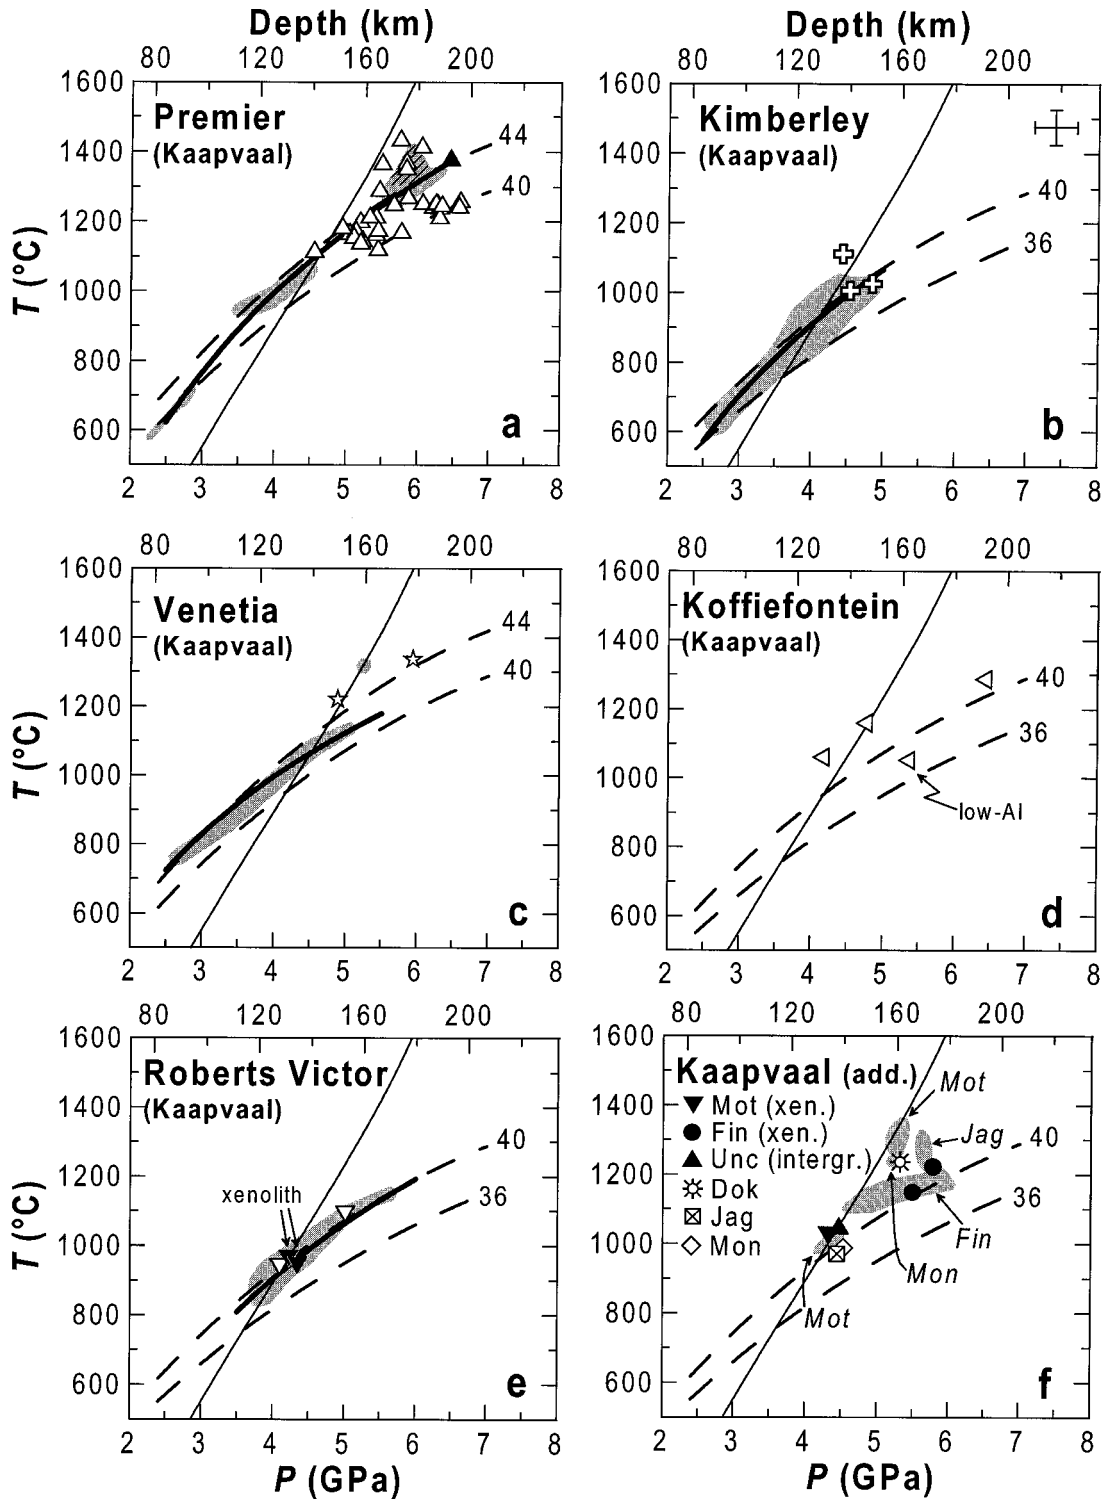 Depth (km)
80 120 160 200
1600
1400
1200
1000
800
600
T (°C)
Premier
(Kaapvaal)
44
40
a
2 3 4 5 6 7 8
Depth (km)
80 120 160 200
1600
1400
1200
1000
800
600
Kimberley
(Kaapvaal)
40
36
b
2 3 4 5 6 7 8
80 120 160 200
1600
1400
1200
1000
800
600
T (°C)
Venetia
(Kaapvaal)
44
40
c
2 3 4 5 6 7 8
80 120 160 200
1600
1400
1200
1000
800
600
Koffiefontein
(Kaapvaal)
40
36
low-Al
d
2 3 4 5 6 7 8
80 120 160 200
1600
1400
1200
1000
800
600
T (°C)
Roberts Victor
(Kaapvaal)
40
xenolith
36
e
2 3 4 5 6 7 8
P (GPa)
80 120 160 200
1600
1400
1200
1000
800
600
Kaapvaal (add.)
Mot
Mot (xen.)
Fin (xen.)
Jag
40
Unc (intergr.)
Dok
36
Jag
Fin
Mon
Mon
Mot
f
2 3 4 5 6 7 8
P (GPa)